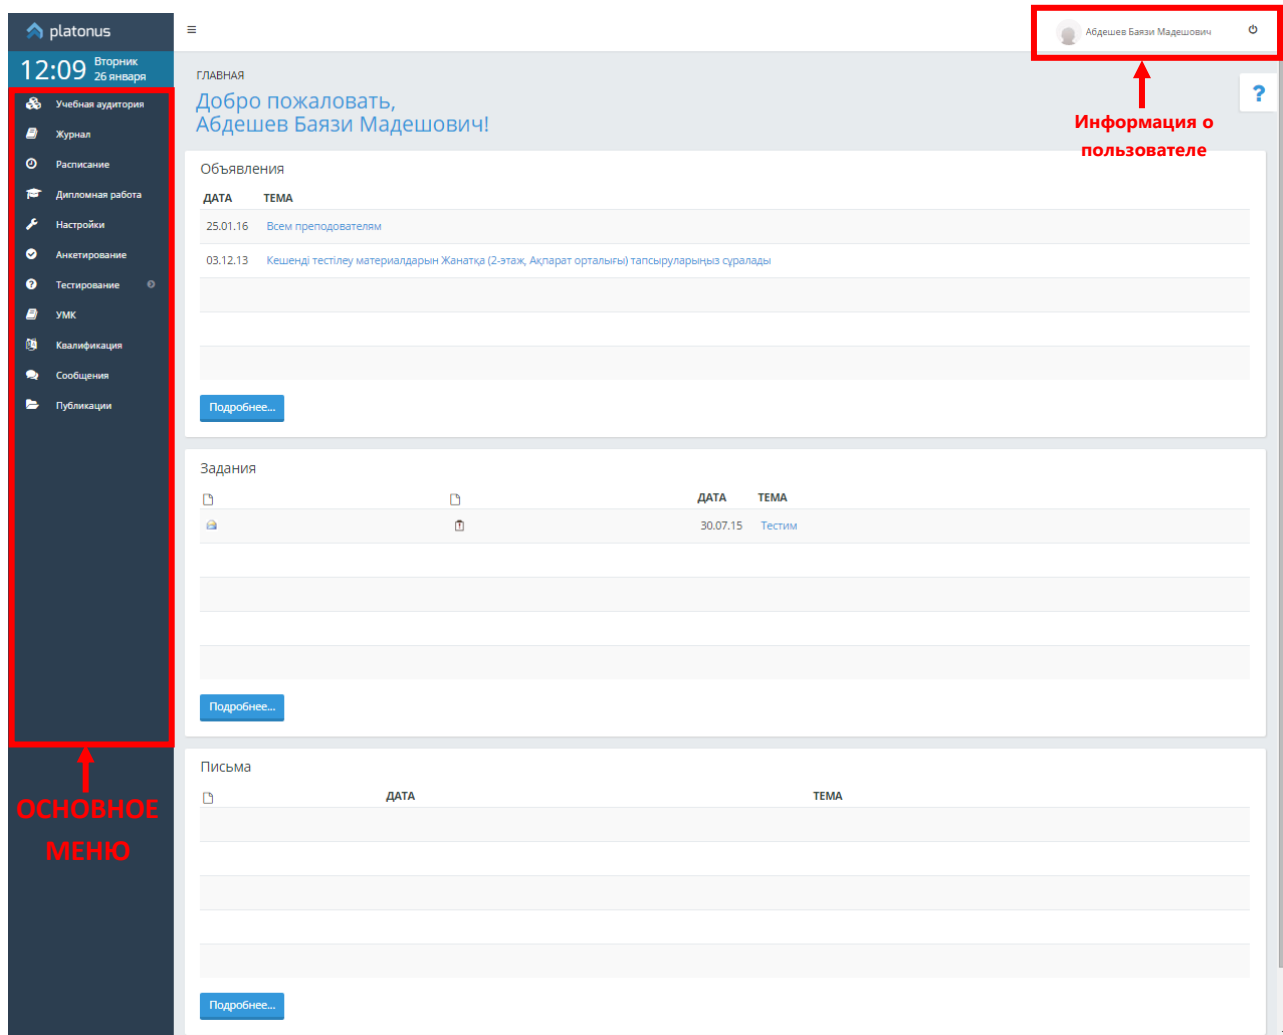 platonus
Абдешев Баязи Мадешович
12:09 Вторник
26 января
Учебная аудитория
Журнал
Расписание
Дипломная работа
Настройки
Анкетирование
Тестирование
УМК
Квалификация
Сообщения
Публикации
ОСНОВНОЕ
МЕНЮ
ГЛАВНАЯ
Добро пожаловать,
Абдешев Баязи Мадешович!
?
Информация о
пользователе
Объявления
ДАТА ТЕМА
25.01.16 Всем преподователям
03.12.13 Кешенді тестілеу материалдарын Жанатқа (2-этаж, Ақпарат орталығы) тапсыруларыңыз сұралады
Подробнее...
Задания
ДАТА ТЕМА
30.07.15 Тестим
Подробнее...
Письма
ДАТА ТЕМА
Подробнее...